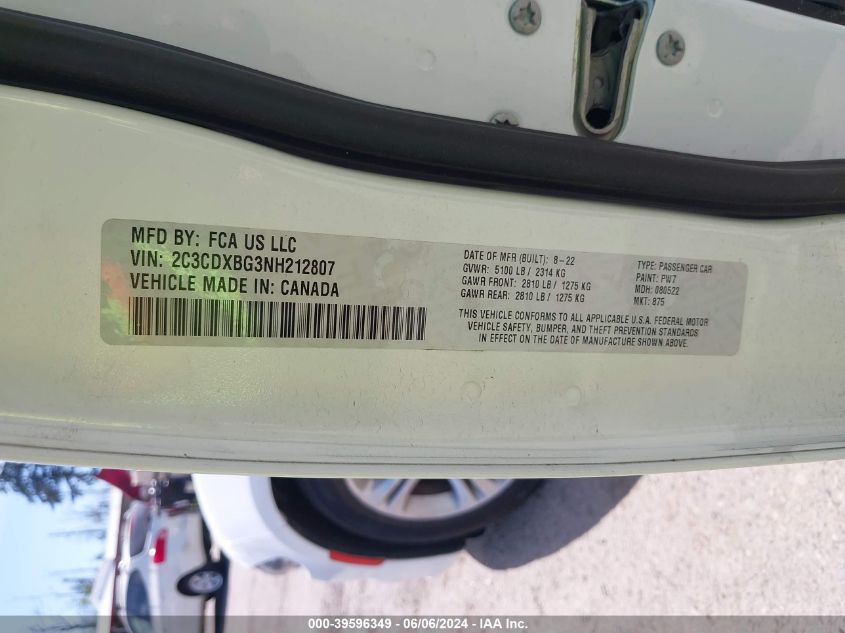 MFD BY: FCA US LLC
VIN: 2C3CDXBG3NH212807
VEHICLE MADE IN: CANADA
DATE OF MFR (BUILT): 8-22
GVWR: 5100 LB / 2314 KG
GAWR FRONT: 2810 LB / 1275 KG
GAWR REAR: 2810 LB / 1275 KG
TYPE: PASSENGER CAR
PAINT: PW7
MDH: 080522
MKT: 875
THIS VEHICLE CONFORMS TO ALL APPLICABLE U.S.A. FEDERAL MOTOR
VEHICLE SAFETY, BUMPER, AND THEFT PREVENTION STANDARDS
IN EFFECT ON THE DATE OF MANUFACTURE SHOWN ABOVE.
000-39596349 - 06/06/2024 - IAA Inc.